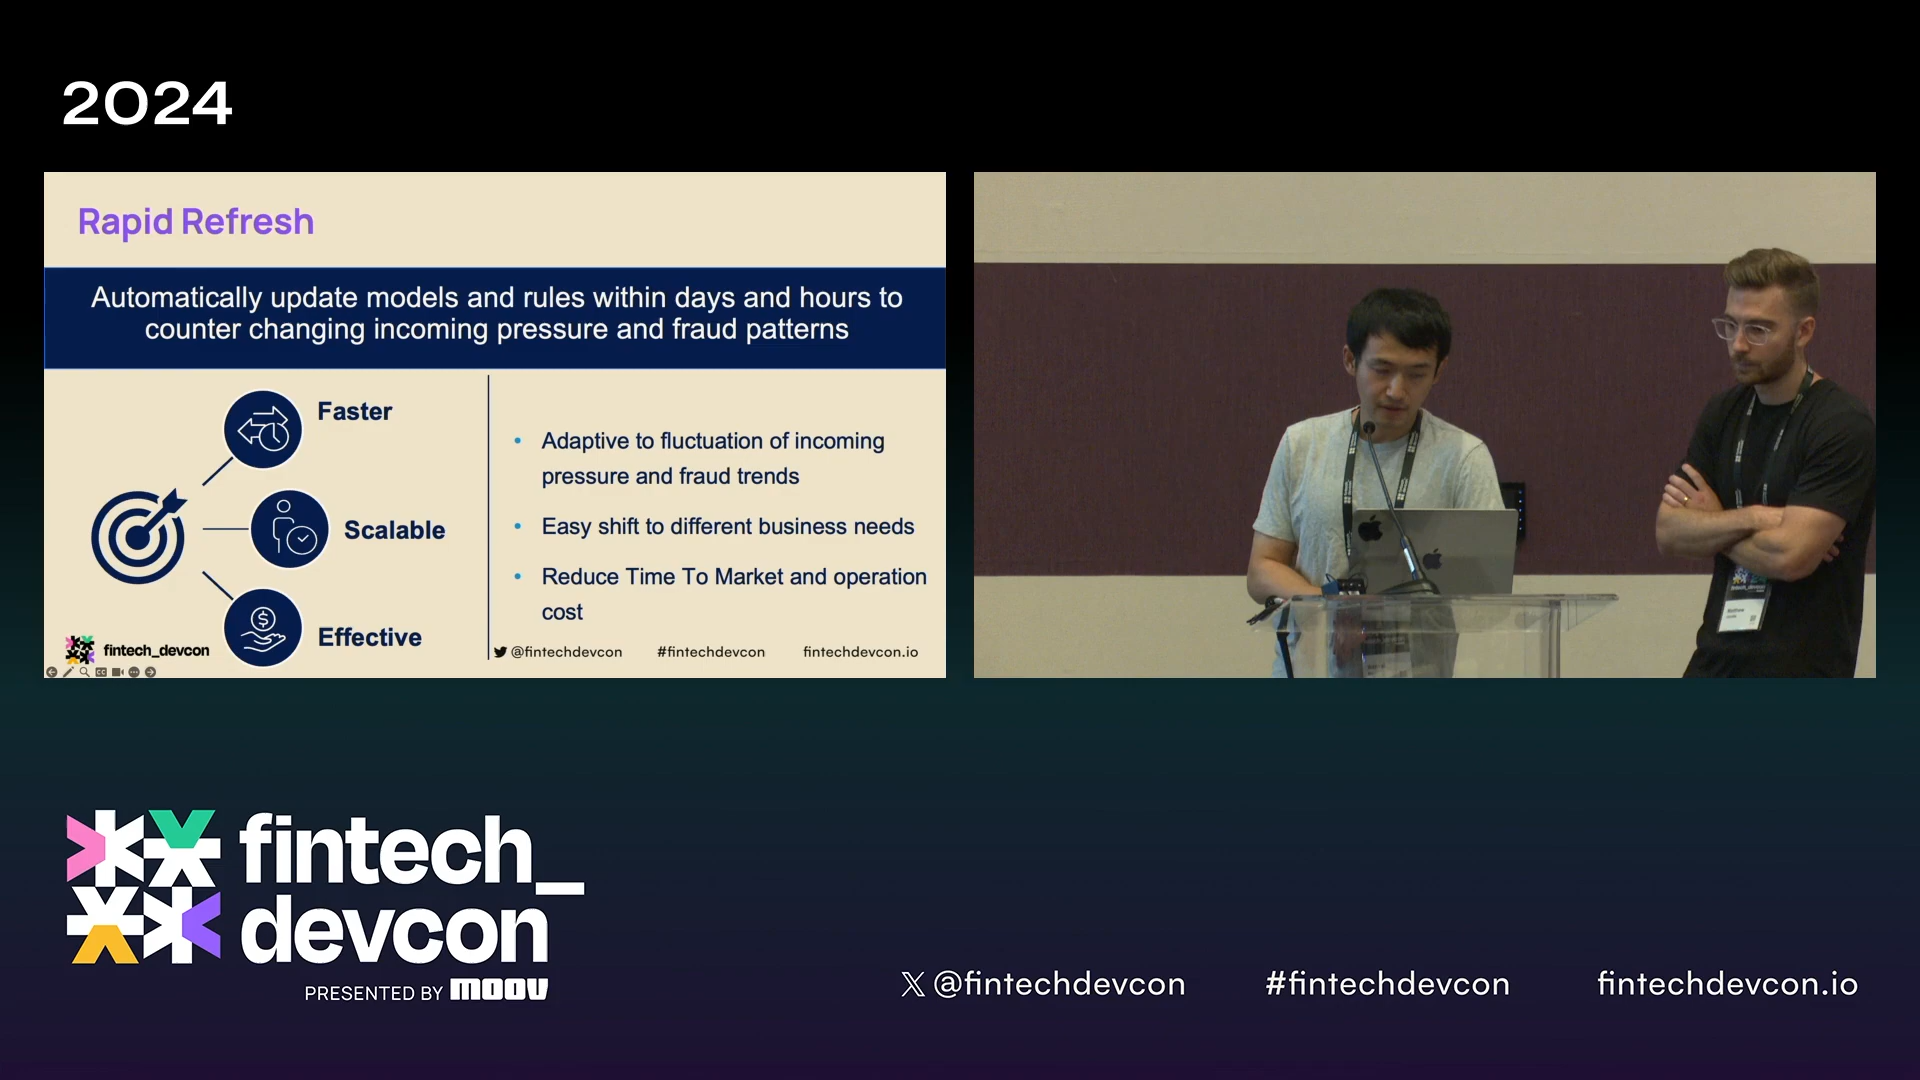 2024
Rapid Refresh
Automatically update models and rules within days and hours to
counter changing incoming pressure and fraud patterns
Faster
Scalable
Effective
• Adaptive to fluctuation of incoming
pressure and fraud trends
• Easy shift to different business needs
• Reduce Time To Market and operation
cost
fintech_devcon
@fintechdevcon
#fintechdevcon
fintechdevcon.io
fintech_
devcon
PRESENTED BY moov
@fintechdevcon
#fintechdevcon
fintechdevcon.io